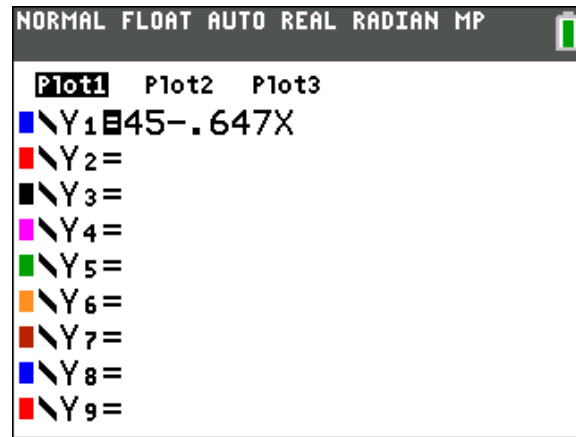 NORMAL FLOAT AUTO REAL RADIAN MP
Plot1 Plot2 Plot3
\Y1=45-.647X
\Y2=
\Y3=
\Y4=
\Y5=
\Y6=
\Y7=
\Y8=
\Y9=